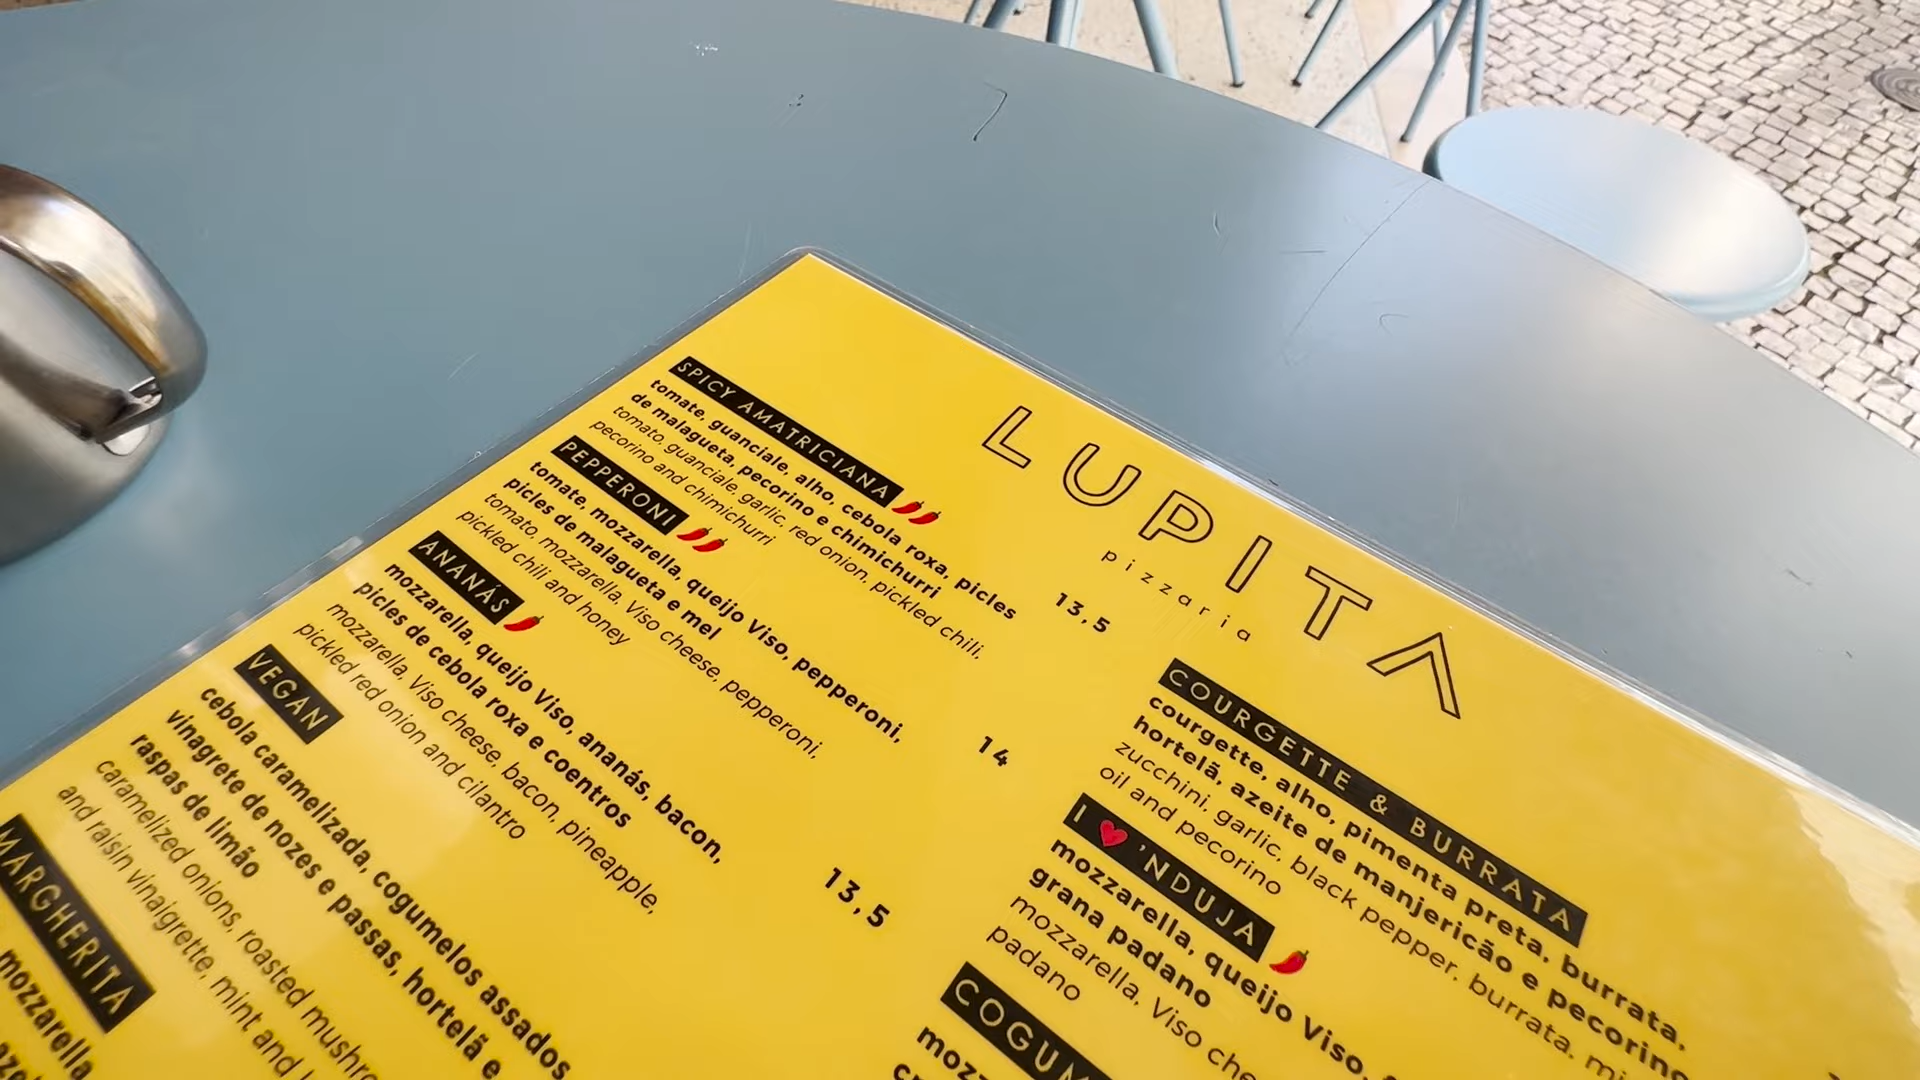 LUPITA
pizzaria
SPICY AMATRICIANA
tomate, guanciale, alho, cebola roxa, picles
de malagueta, pecorino e chimichurri
tomato, guanciale, garlic, red onion, pickled chili,
pecorino and chimichurri
13,5
PEPPERONI
tomate, mozzarella, queijo Viso, pepperoni,
picles de malagueta e mel
tomato, mozzarella, Viso cheese, pepperoni,
pickled chili and honey
14
ANANÁS
mozzarella, queijo Viso, ananás, bacon,
picles de cebola roxa e coentros
mozzarella, Viso cheese, bacon, pineapple,
pickled red onion and cilantro
13,5
VEGAN
cebola caramelizada, cogumelos assados
vinagrete de nozes e passas, hortelã e
raspas de limão
caramelized onions, roasted
and raisin vinaigrette, mint and
MARGHERITA
mozzarella
COURGETTE & BURRATA
courgette, alho, pimenta preta, burrata,
hortelã, azeite de manjericão e pecorino
zucchini, garlic, black pepper, burrata,
oil and pecorino
I ❤ 'NDUJA
mozzarella, queijo Viso,
grana padano
mozzarella, Viso
padano